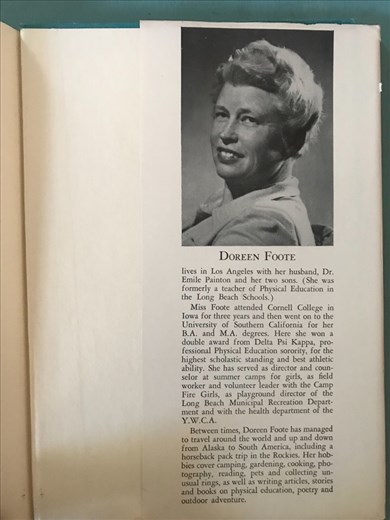 DOREEN FOOTE
lives in Los Angeles with her husband, Dr.
Emile Painton and her two sons. (She was
formerly a teacher of Physical Education in
the Long Beach Schools.)
Miss Foote attended Cornell College in
Iowa for three years and then went on to the
University of Southern California for her
B.A. and M.A. degrees. Here she won a
double award from Delta Psi Kappa, pro-
fessional Physical Education sorority, for the
highest scholastic standing and best athletic
ability. She has served as director and coun-
selor at summer camps for girls, as field
worker and volunteer leader with the Camp
Fire Girls, as playground director of the
Long Beach Municipal Recreation Depart-
ment and with the health department of the
Y.W.C.A.
Between times, Doreen Foote has managed
to travel around the world and up and down
from Alaska to South America, including a
horseback pack trip in the Rockies. Her hob-
bies cover camping, gardening, cooking, pho-
tography, reading, pets and collecting un-
usual rings, as well as writing articles, stories
and books on physical education, poetry and
outdoor adventure.